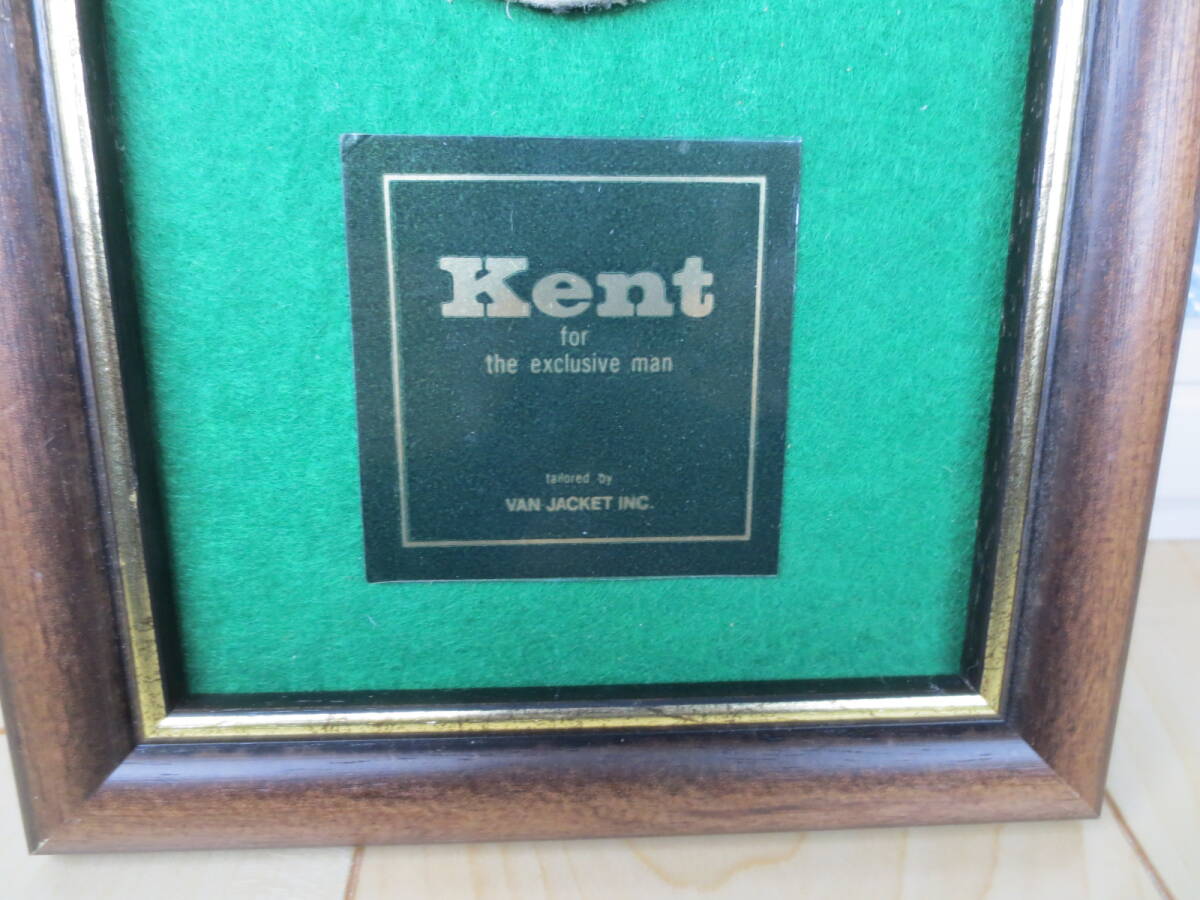 Kent
for
the exclusive man
tailored by
VAN JACKET INC.